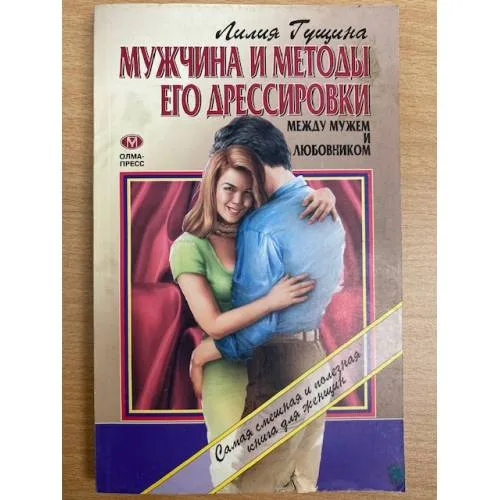 Лилия Гущина
МУЖЧИНА И МЕТОДЫ
ЕГО ДРЕССИРОВКИ
МЕЖДУ МУЖЕМ
И
ЛЮБОВНИКОМ
М
ОЛМА-
ПРЕСС
Самая смешная и полезная
книга для женщин